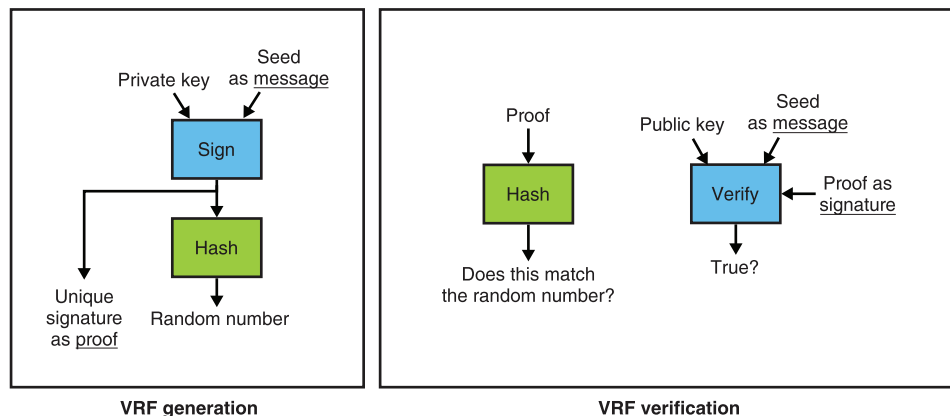 Seed
as message
Private key
Sign
Hash
Unique
signature
as proof
Random number
VRF generation
Proof
Hash
Does this match
the random number?
Seed
as message
Public key
Verify
Proof as
signature
True?
VRF verification